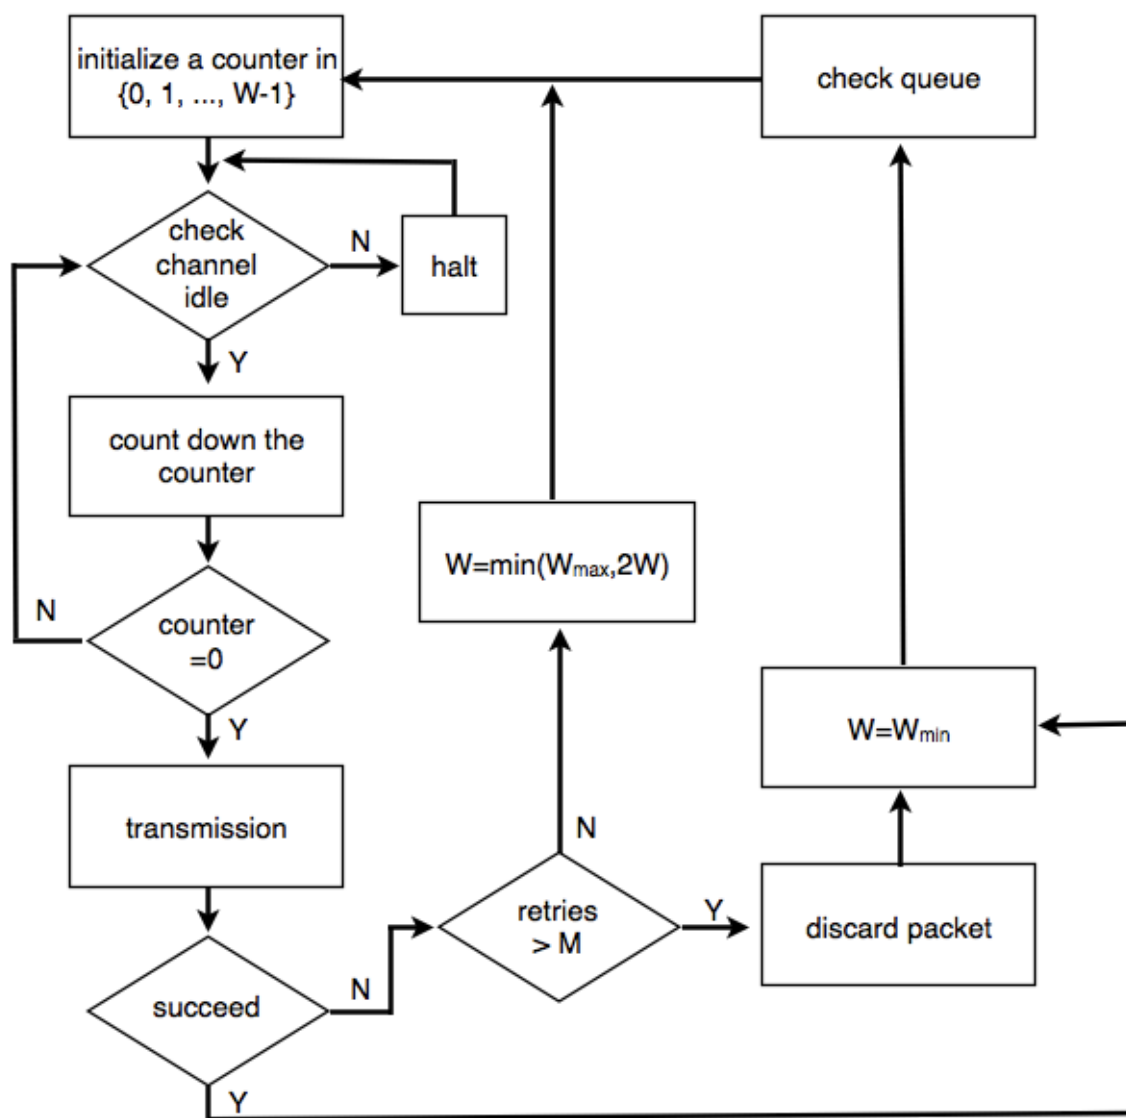 initialize a counter in
{0, 1, ..., W-1}
check queue
check
channel
idle
N
halt
Y
count down the
counter
W=min(Wmax,2W)
N
counter
=0
Y
W=Wmin
transmission
N
retries
> M
Y
discard packet
succeed
N
Y